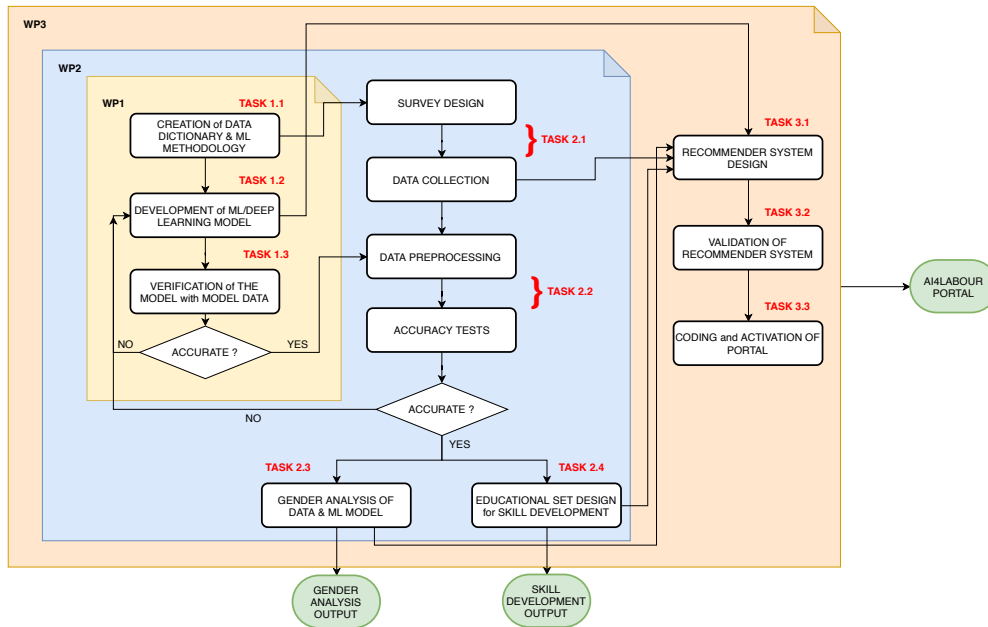 WP3
WP2
WP1
TASK 1.1
CREATION of DATA
DICTIONARY & ML
METHODOLOGY
TASK 1.2
DEVELOPMENT of ML/DEEP
LEARNING MODEL
TASK 1.3
VERIFICATION of THE
MODEL with MODEL DATA
ACCURATE ?
NO
YES
SURVEY DESIGN
} TASK 2.1
DATA COLLECTION
DATA PREPROCESSING
} TASK 2.2
ACCURACY TESTS
ACCURATE ?
NO
YES
TASK 2.3
GENDER ANALYSIS OF
DATA & ML MODEL
TASK 2.4
EDUCATIONAL SET DESIGN
for SKILL DEVELOPMENT
TASK 3.1
RECOMMENDER SYSTEM
DESIGN
TASK 3.2
VALIDATION OF
RECOMMENDER SYSTEM
TASK 3.3
CODING and ACTIVATION OF
PORTAL
AI4LABOUR
PORTAL
GENDER
ANALYSIS
OUTPUT
SKILL
DEVELOPMENT
OUTPUT